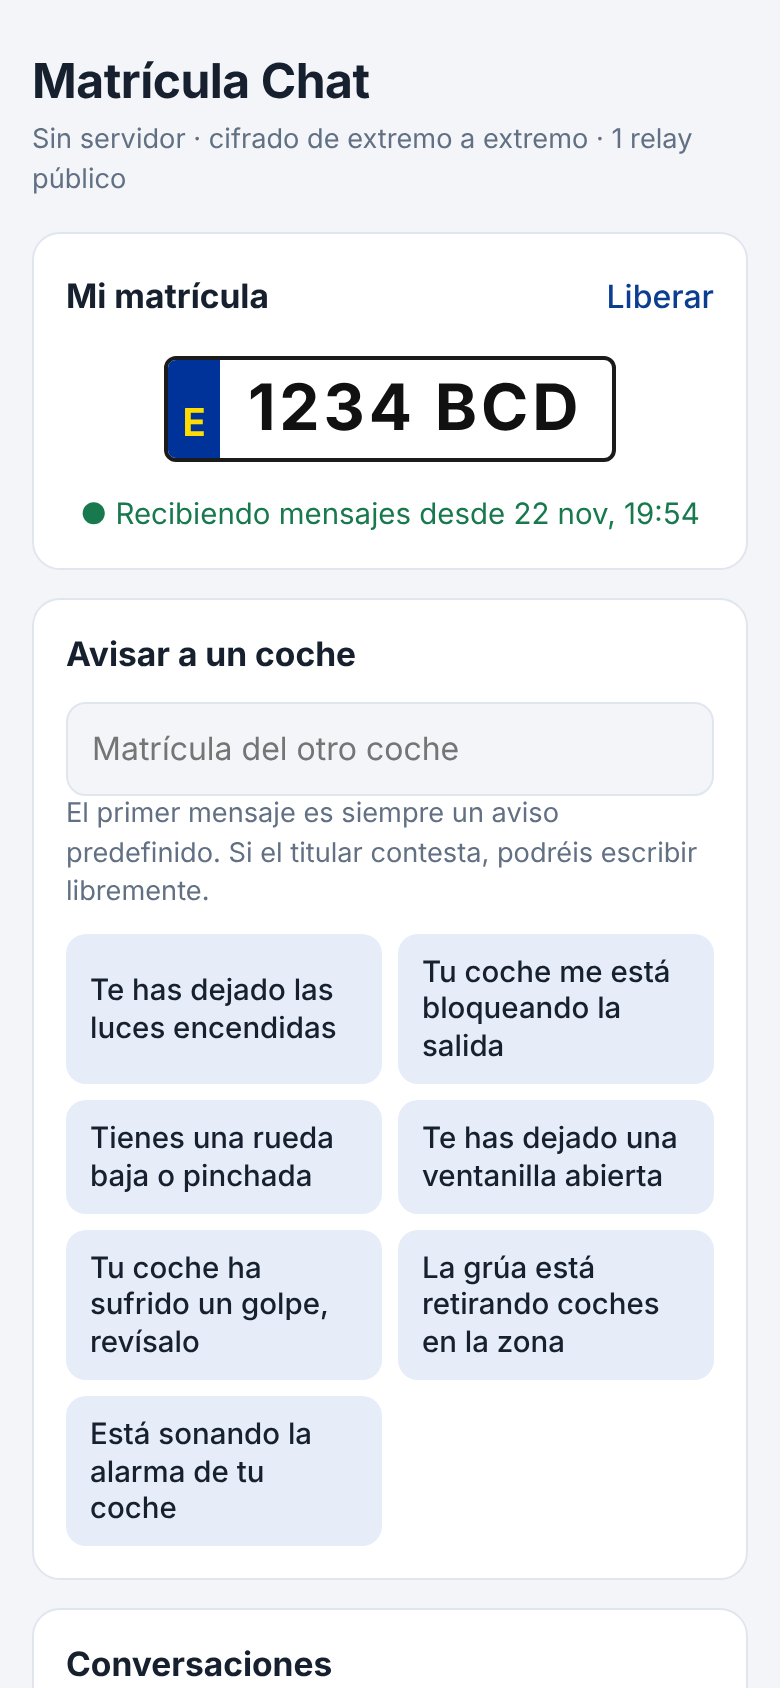 Matrícula Chat
Sin servidor · cifrado de extremo a extremo · 1 relay
público
Mi matrícula
Liberar
E
1234 BCD
Recibiendo mensajes desde 22 nov, 19:54
Avisar a un coche
Matrícula del otro coche
El primer mensaje es siempre un aviso
predefinido. Si el titular contesta, podréis escribir
libremente.
Te has dejado las
luces encendidas
Tu coche me está
bloqueando la
salida
Tienes una rueda
baja o pinchada
Te has dejado una
ventanilla abierta
Tu coche ha
sufrido un golpe,
revísalo
La grúa está
retirando coches
en la zona
Está sonando la
alarma de tu
coche
Conversaciones